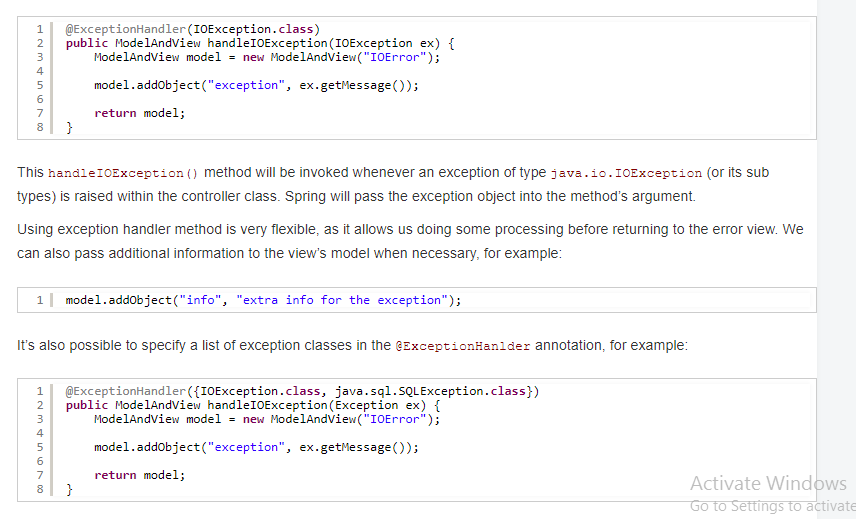 1 @ExceptionHandler(IOException.class)
2 public ModelAndView handleIOException(IOException ex) {
3     ModelAndView model = new ModelAndView("IOError");
4
5     model.addObject("exception", ex.getMessage());
6
7     return model;
8 }
This handleIOException() method will be invoked whenever an exception of type java.io.IOException (or its sub
types) is raised within the controller class. Spring will pass the exception object into the method's argument.
Using exception handler method is very flexible, as it allows us doing some processing before returning to the error view. We
can also pass additional information to the view's model when necessary, for example:
1 model.addObject("info", "extra info for the exception");
It's also possible to specify a list of exception classes in the @ExceptionHanlder annotation, for example:
1 @ExceptionHandler({IOException.class, java.sql.SQLException.class})
2 public ModelAndView handleIOException(Exception ex) {
3     ModelAndView model = new ModelAndView("IOError");
4
5     model.addObject("exception", ex.getMessage());
6
7     return model;
8 }
Activate Windows
Go to Settings to activate